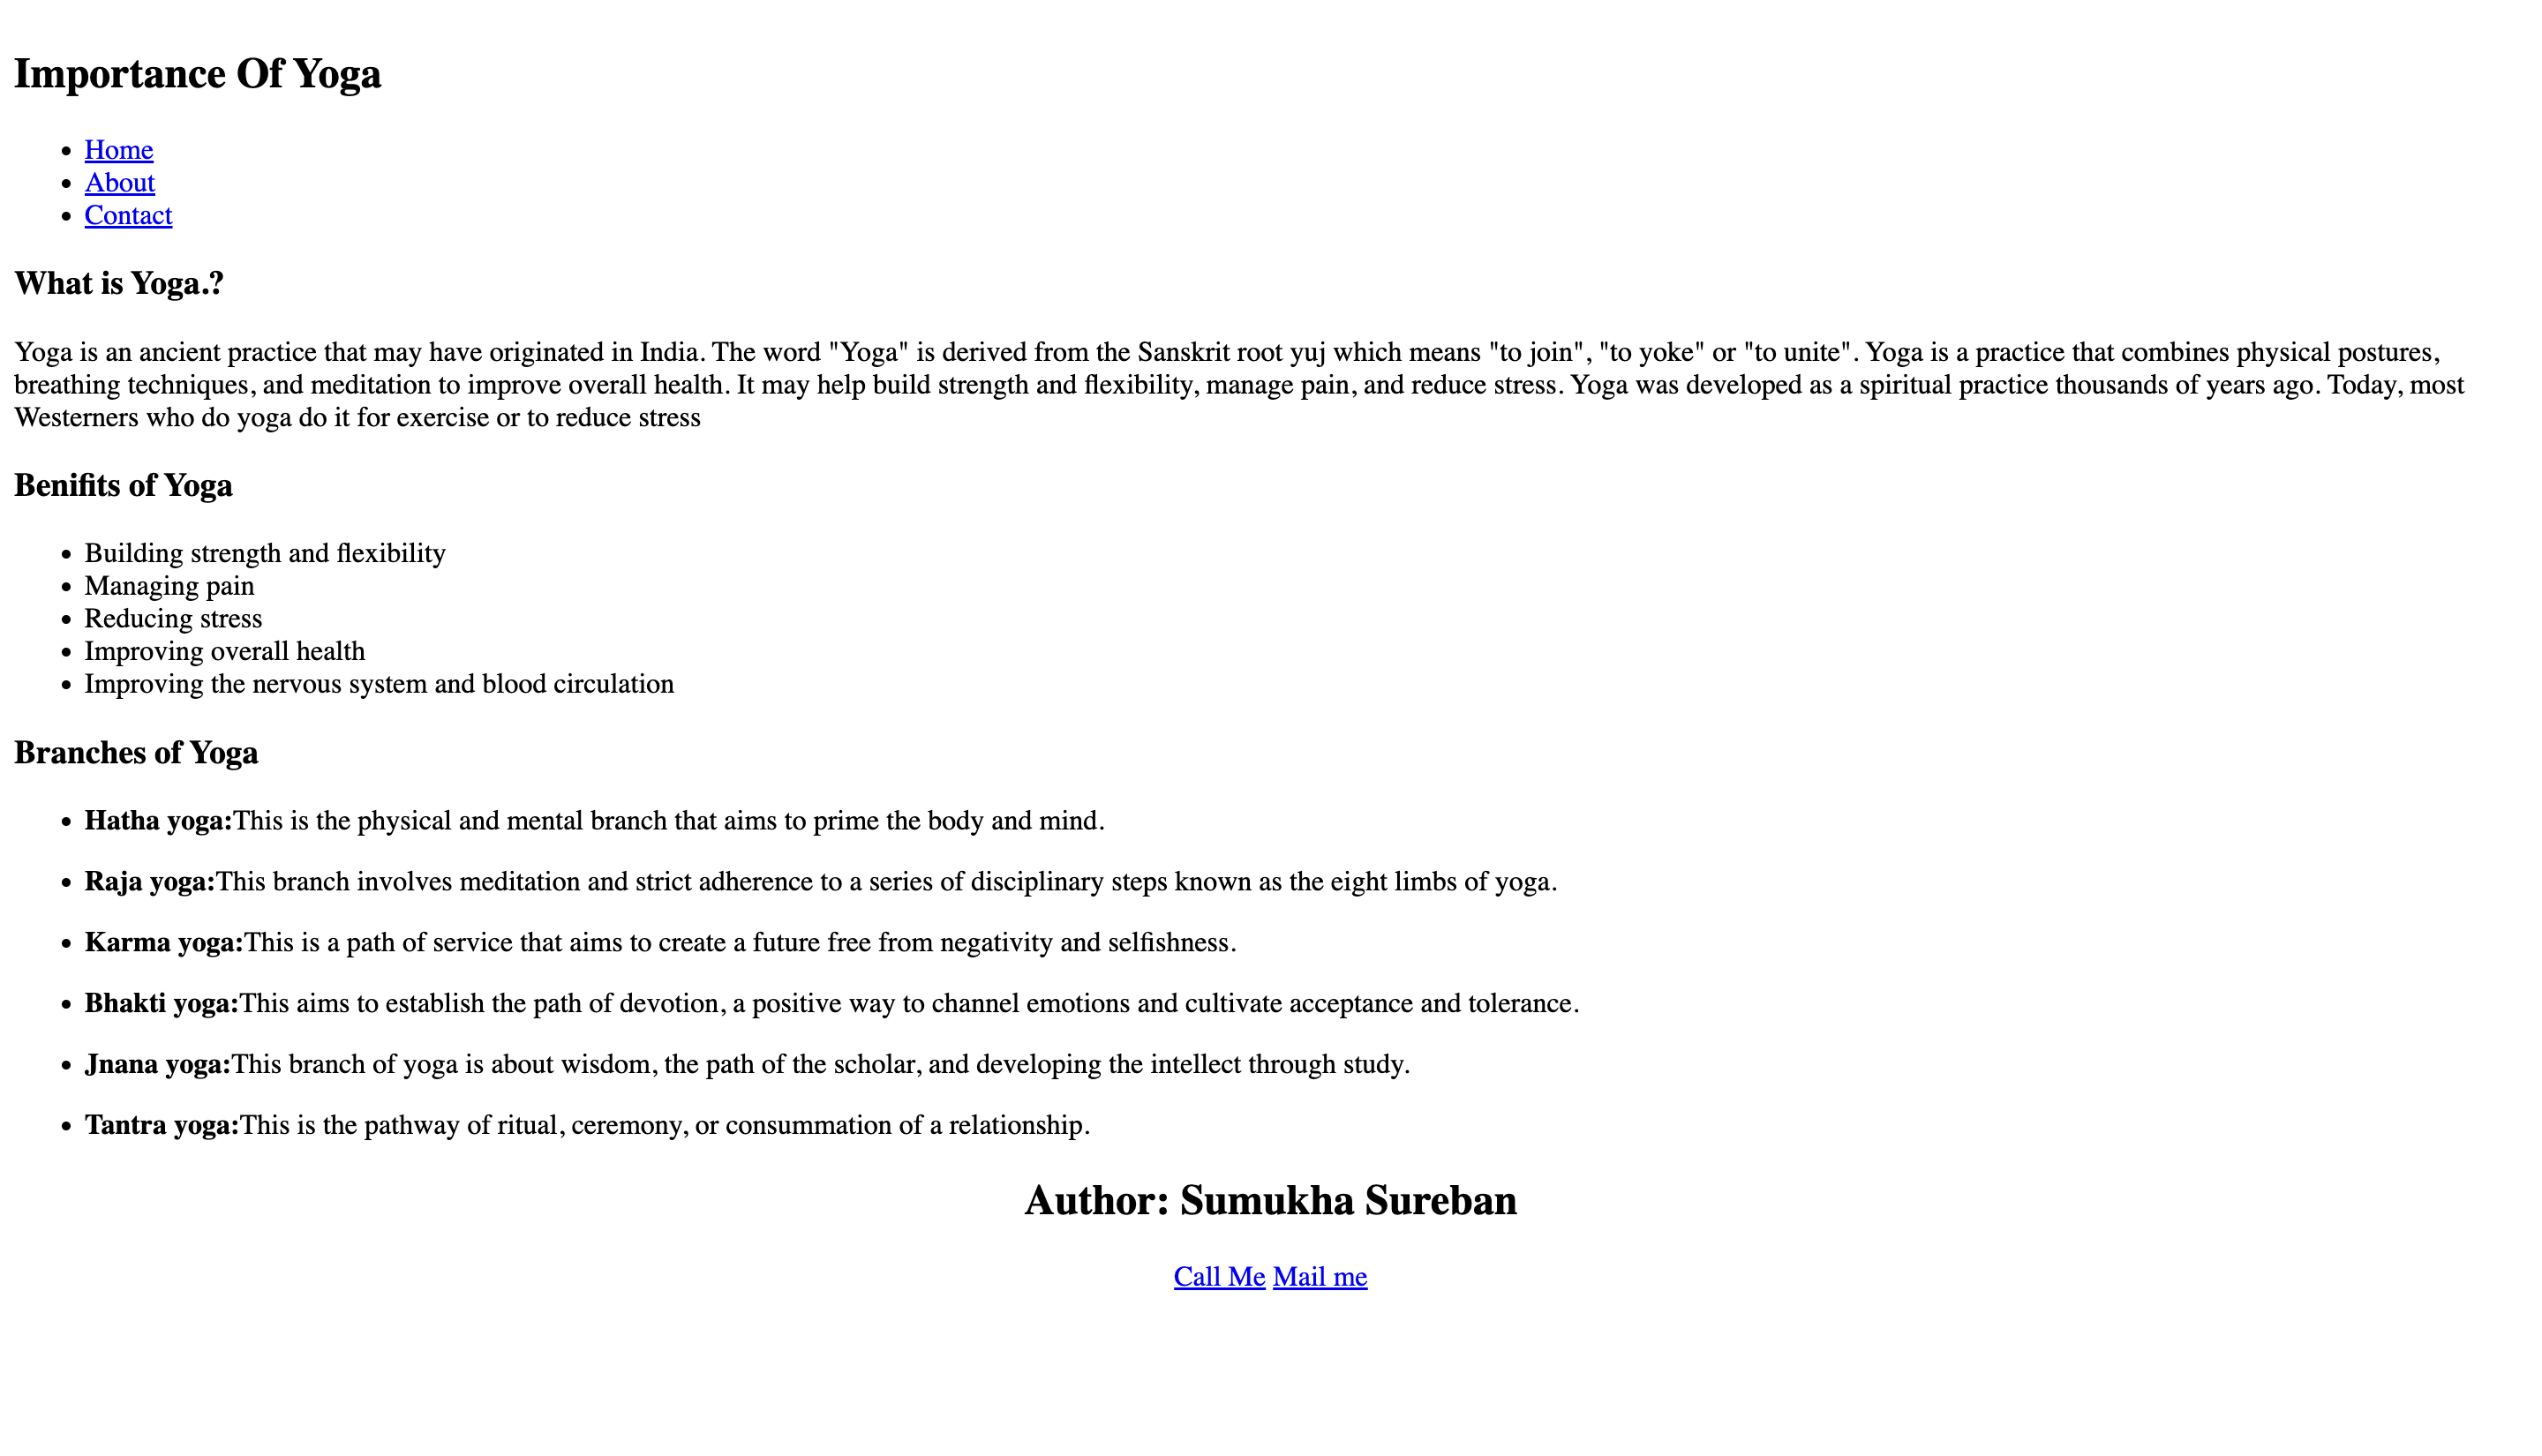 Importance Of Yoga
Home
About
Contact
What is Yoga.?
Yoga is an ancient practice that may have originated in India. The word "Yoga" is derived from the Sanskrit root yuj which means "to join", "to yoke" or "to unite". Yoga is a practice that combines physical postures,
breathing techniques, and meditation to improve overall health. It may help build strength and flexibility, manage pain, and reduce stress. Yoga was developed as a spiritual practice thousands of years ago. Today, most
Westerners who do yoga do it for exercise or to reduce stress
Benifits of Yoga
Building strength and flexibility
Managing pain
Reducing stress
Improving overall health
Improving the nervous system and blood circulation
Branches of Yoga
Hatha yoga:This is the physical and mental branch that aims to prime the body and mind.
Raja yoga:This branch involves meditation and strict adherence to a series of disciplinary steps known as the eight limbs of yoga.
Karma yoga:This is a path of service that aims to create a future free from negativity and selfishness.
Bhakti yoga:This aims to establish the path of devotion, a positive way to channel emotions and cultivate acceptance and tolerance.
Jnana yoga:This branch of yoga is about wisdom, the path of the scholar, and developing the intellect through study.
Tantra yoga:This is the pathway of ritual, ceremony, or consummation of a relationship.
Author: Sumukha Sureban
Call Me Mail me